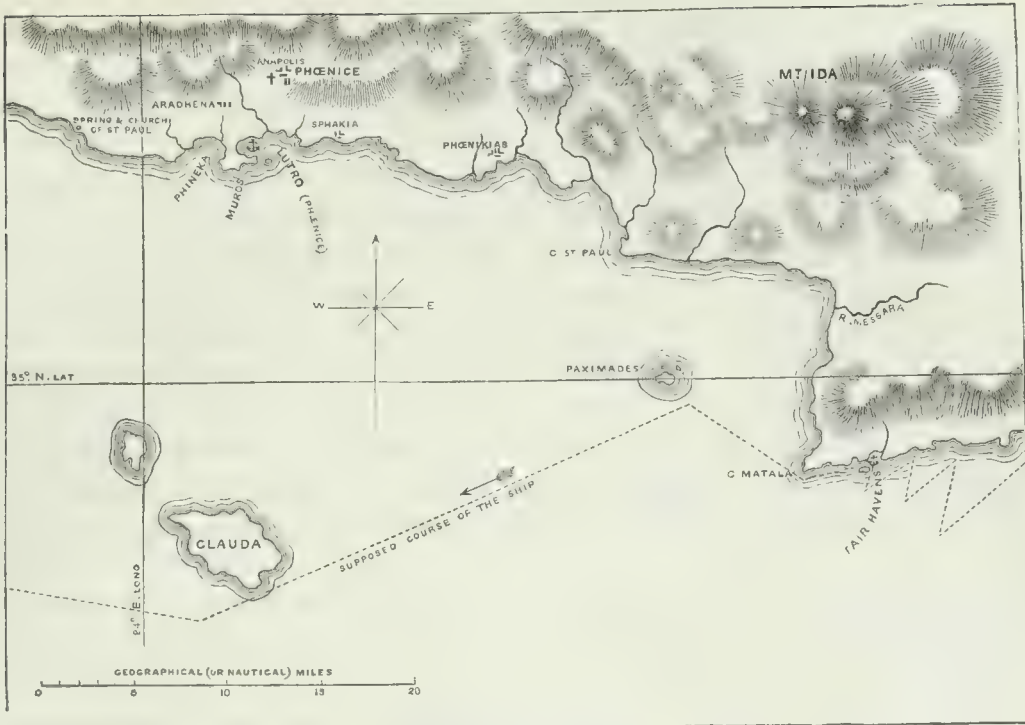 ANAPOLIS
PHŒNICE
MT IDA
ARADHENA
SPRING & CHURCH
OF ST PAUL
SPHAKIA
PHŒNIKIAS
PHINEKA
MUROS
LUTRO (PHŒNICE)
C ST PAUL
W
E
R. MESSARA
PAXIMADES
35° N. LAT
C MATALA
FAIR HAVENS
SUPPOSED COURSE OF THE SHIP
CLAUDA
24° E. LONG
GEOGRAPHICAL (OR NAUTICAL) MILES
0 5 10 15 20